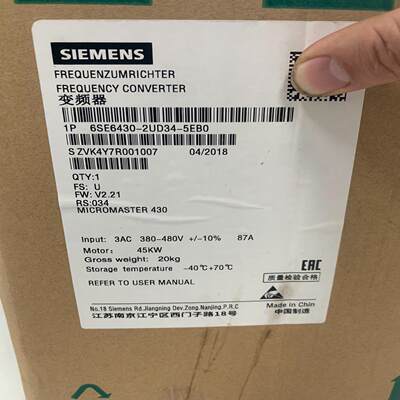 SIEMENS
FREQUENZUMRICHTER
FREQUENCY CONVERTER
变频器
1P 6SE6430-2UD34-5EB0
S ZVK4Y7R001007 04/2018
QTY:1
FS: U
FW: V2.21
RS:034
MICROMASTER 430
Input: 3AC 380-480V +/-10% 87A
Motor: 45KW
Gross weight: 20kg
Storage temperature -40℃+70℃
REFER TO USER MANUAL
EAC
质量检验合格
No.18 Siemens Rd.Jiangning Dev.Zong.Nanjing.P.R.C
江苏南京江宁区西门子路18号
Made in China
中国制造